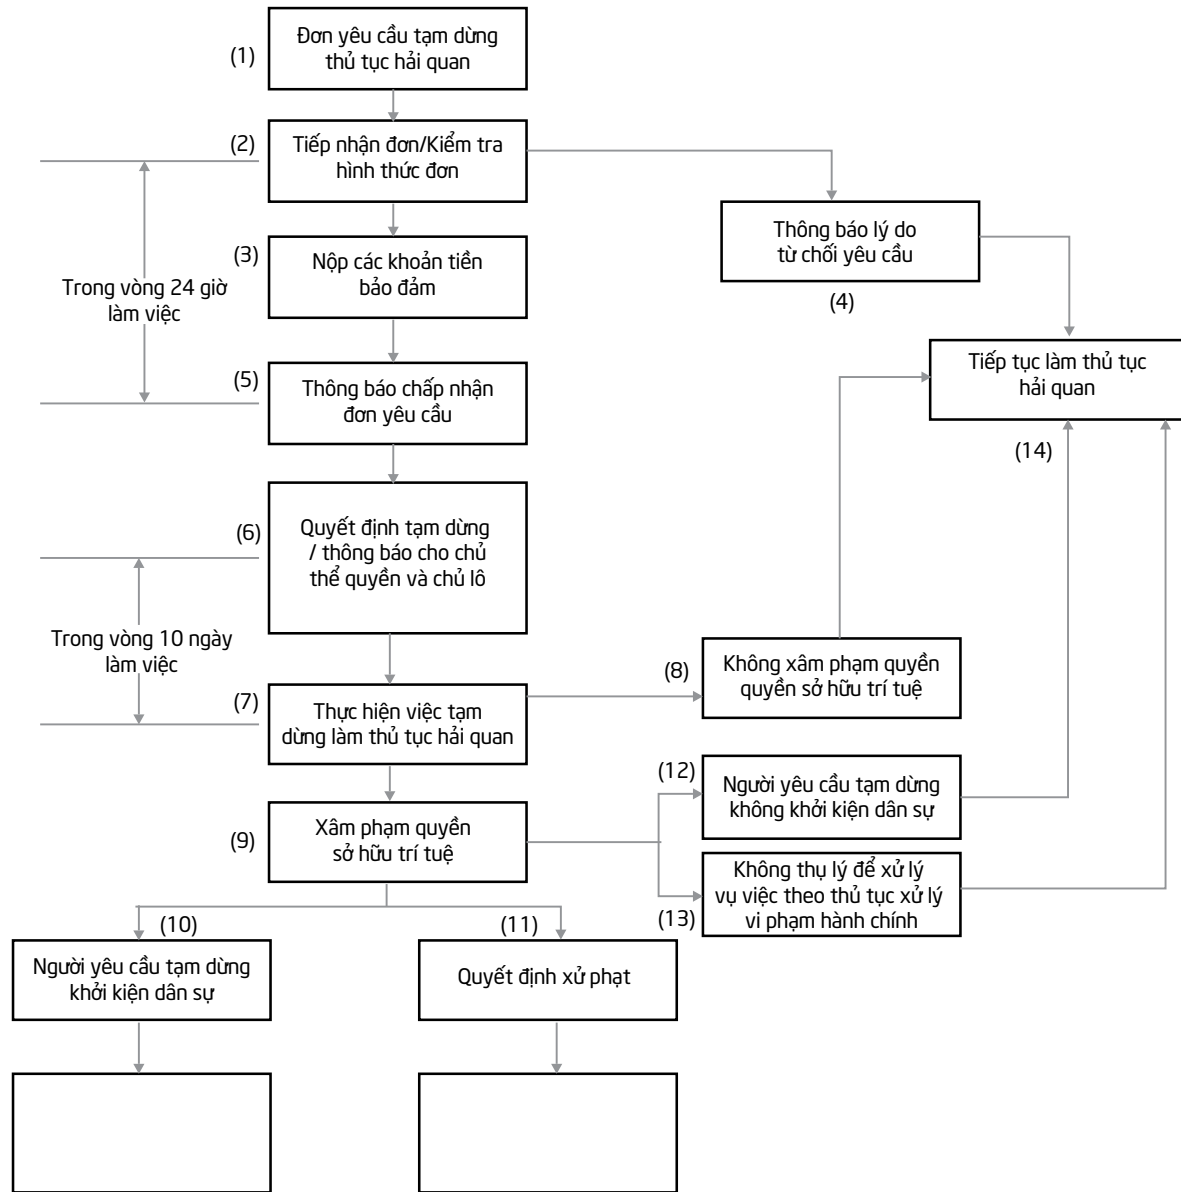 (1)
Đơn yêu cầu tạm dừng
thủ tục hải quan
(2)
Tiếp nhận đơn/Kiểm tra
hình thức đơn
Thông báo lý do
từ chối yêu cầu
(4)
(3)
Nộp các khoản tiền
bảo đảm
Trong vòng 24 giờ
làm việc
(5)
Thông báo chấp nhận
đơn yêu cầu
Tiếp tục làm thủ tục
hải quan
(14)
(6)
Quyết định tạm dừng
/ thông báo cho chủ
thể quyền và chủ lô
Trong vòng 10 ngày
làm việc
(7)
Thực hiện việc tạm
dừng làm thủ tục hải quan
(8)
Không xâm phạm quyền
quyền sở hữu trí tuệ
(9)
Xâm phạm quyền
sở hữu trí tuệ
(12)
Người yêu cầu tạm dừng
không khởi kiện dân sự
(13)
Không thụ lý để xử lý
vụ việc theo thủ tục xử lý
vi phạm hành chính
(10)
Người yêu cầu tạm dừng
khởi kiện dân sự
(11)
Quyết định xử phạt